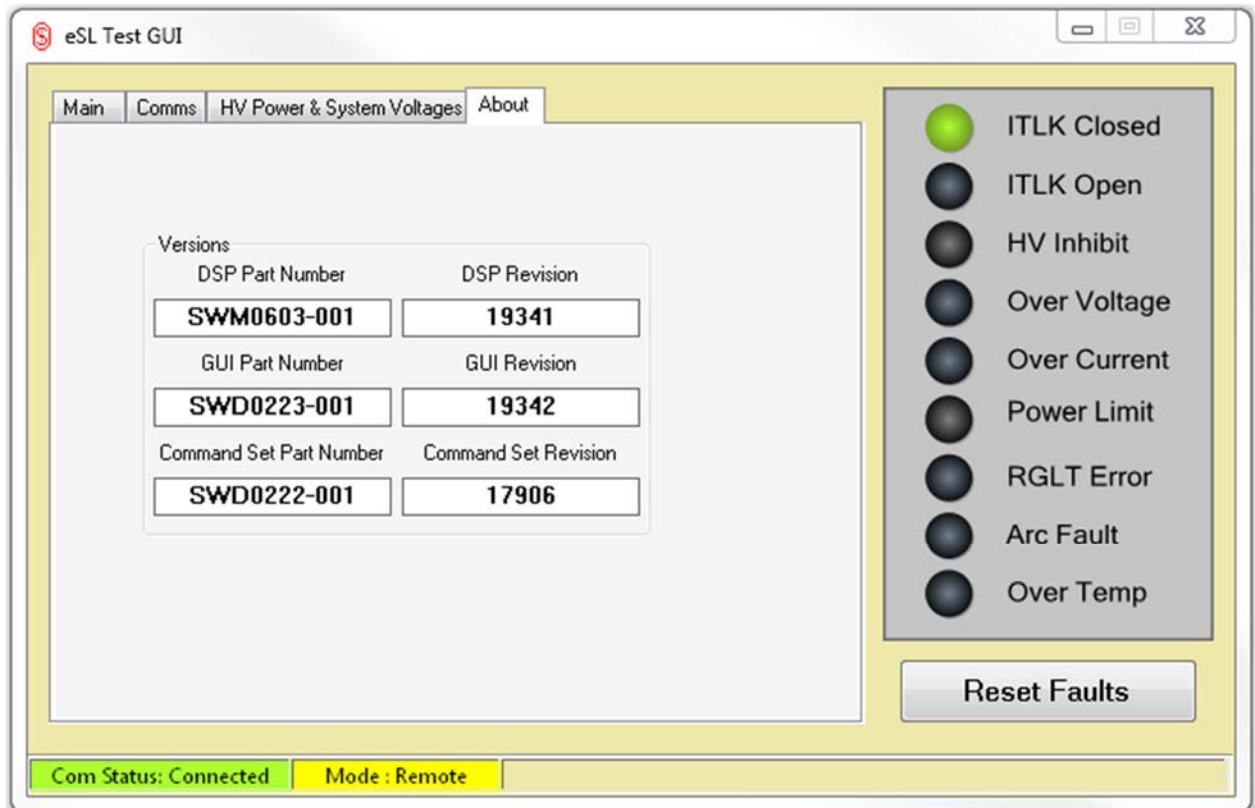 eSL Test GUI
Main Comms HV Power & System Voltages About
Versions
DSP Part Number DSP Revision
SWM0603-001 19341
GUI Part Number GUI Revision
SWD0223-001 19342
Command Set Part Number Command Set Revision
SWD0222-001 17906
ITLK Closed
ITLK Open
HV Inhibit
Over Voltage
Over Current
Power Limit
RGLT Error
Arc Fault
Over Temp
Reset Faults
Com Status: Connected Mode : Remote